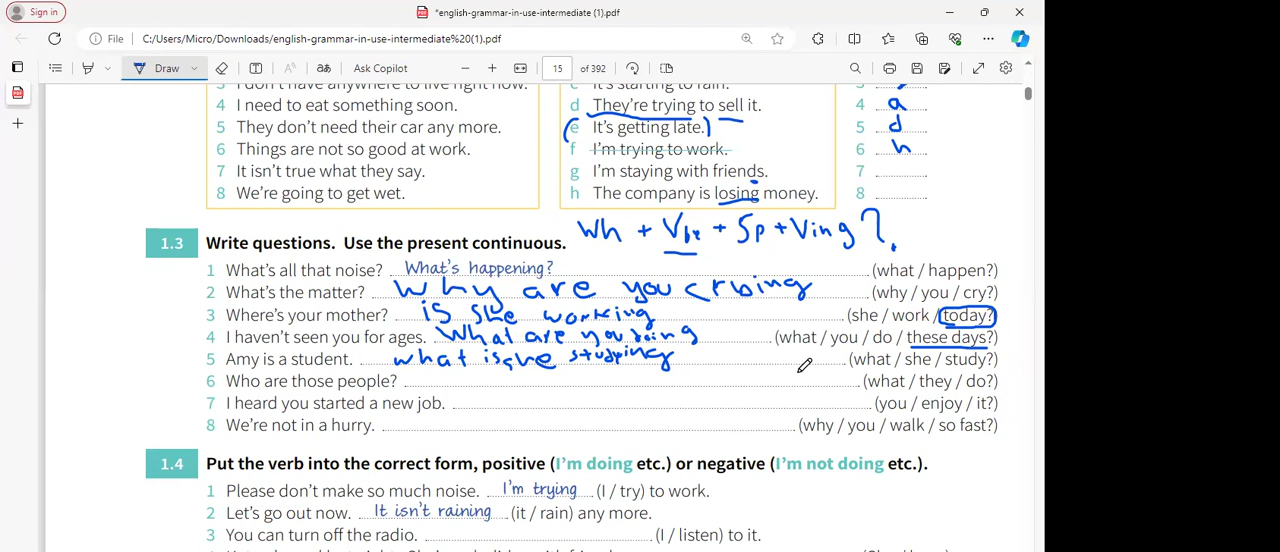 Sign in
*english-grammar-in-use-intermediate (1).pdf
File C:/Users/Micro/Downloads/english-grammar-in-use-intermediate%20(1).pdf
Draw Ask Copilot 15 of 392
d They're trying to sell it.
4 I need to eat something soon.
4 a
5 They don't need their car any more.
e It's getting late.
5 d
6 Things are not so good at work.
f I'm trying to work.
6 h
7 It isn't true what they say.
g I'm staying with friends.
7
8 We're going to get wet.
h The company is losing money.
8
Wh + Vbe + Sp + Ving ?
1.3 Write questions. Use the present continuous.
1 What's all that noise? What's happening? (what / happen?)
2 What's the matter? why are you crbing (why / you / cry?)
3 Where's your mother? is she working (she / work / today?)
4 I haven't seen you for ages. What are you doing (what / you / do / these days?)
5 Amy is a student. what is she studying (what / she / study?)
6 Who are those people? (what / they / do?)
7 I heard you started a new job. (you / enjoy / it?)
8 We're not in a hurry. (why / you / walk / so fast?)
1.4 Put the verb into the correct form, positive (I'm doing etc.) or negative (I'm not doing etc.).
1 Please don't make so much noise. I'm trying (I / try) to work.
2 Let's go out now. It isn't raining (it / rain) any more.
3 You can turn off the radio. (I / listen) to it.